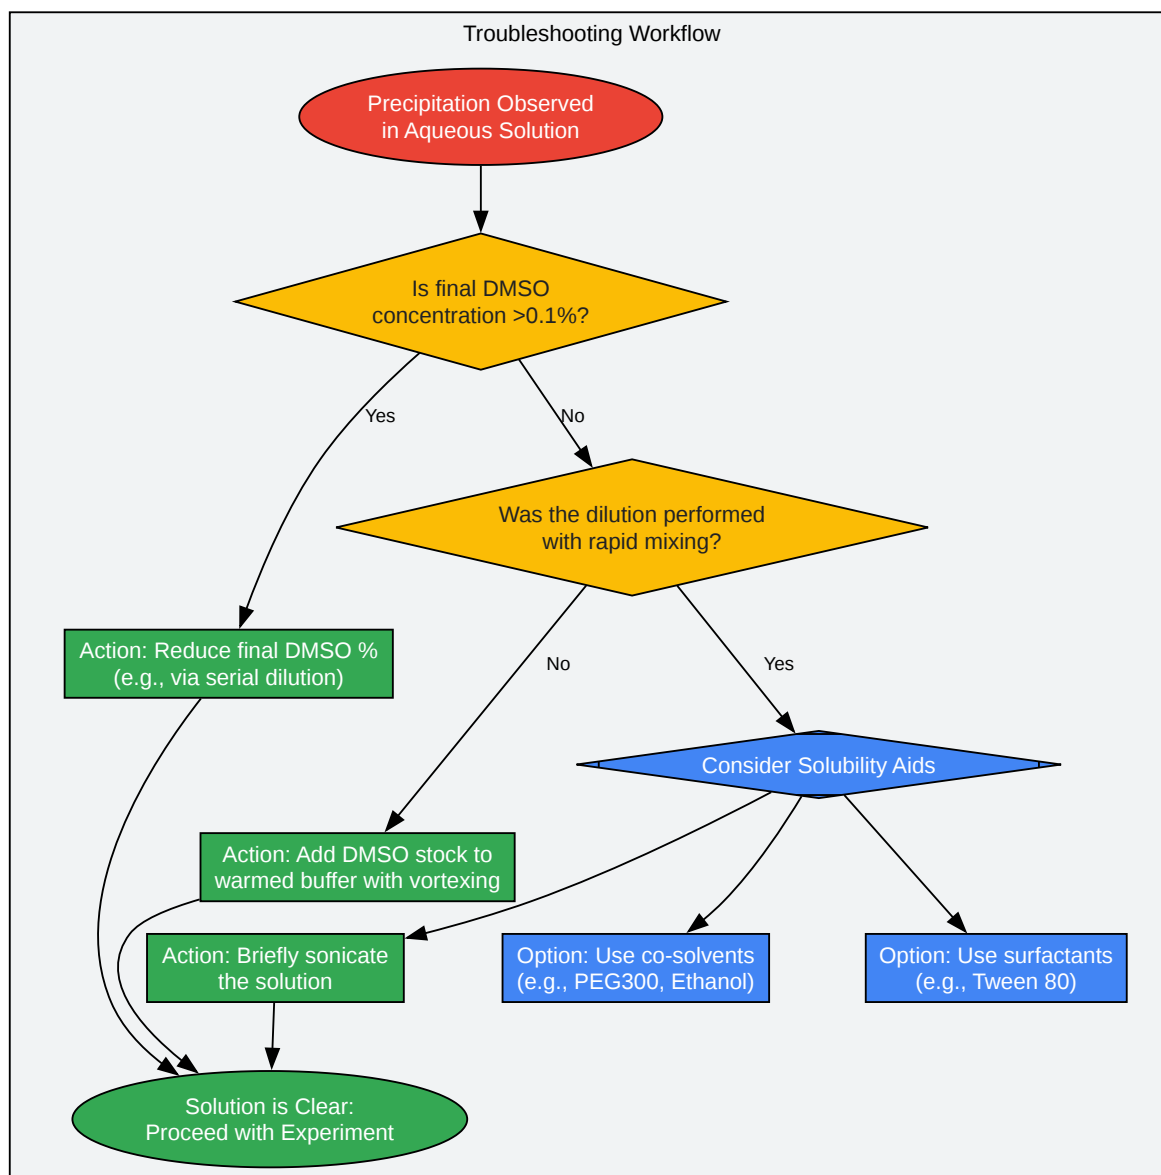 Troubleshooting Workflow
Precipitation Observed
in Aqueous Solution
Is final DMSO
concentration >0.1%?
Yes
No
Was the dilution performed
with rapid mixing?
Action: Reduce final DMSO %
(e.g., via serial dilution)
No
Yes
Consider Solubility Aids
Action: Add DMSO stock to
warmed buffer with vortexing
Action: Briefly sonicate
the solution
Option: Use co-solvents
(e.g., PEG300, Ethanol)
Option: Use surfactants
(e.g., Tween 80)
Solution is Clear:
Proceed with Experiment